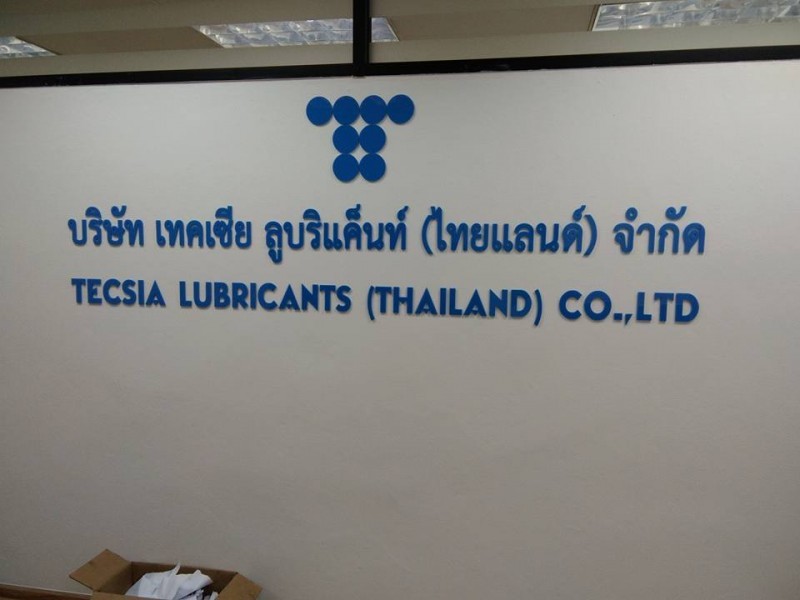 บริษัท เทคเซีย ลูบริแค็นท์ (ไทยแลนด์) จำกัด
TECSIA LUBRICANTS (THAILAND) CO.,LTD